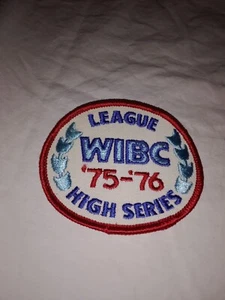 LEAGUE
WIBC
'75-'76
HIGH SERIES